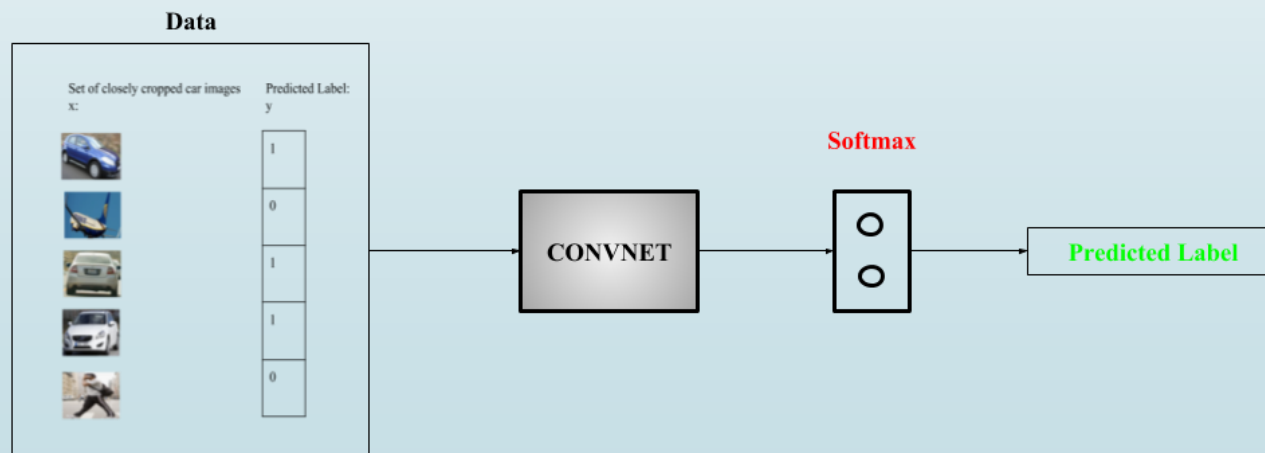 Data
Set of closely cropped car images
x:
Predicted Label:
y
1
0
1
1
0
CONVNET
Softmax
Predicted Label